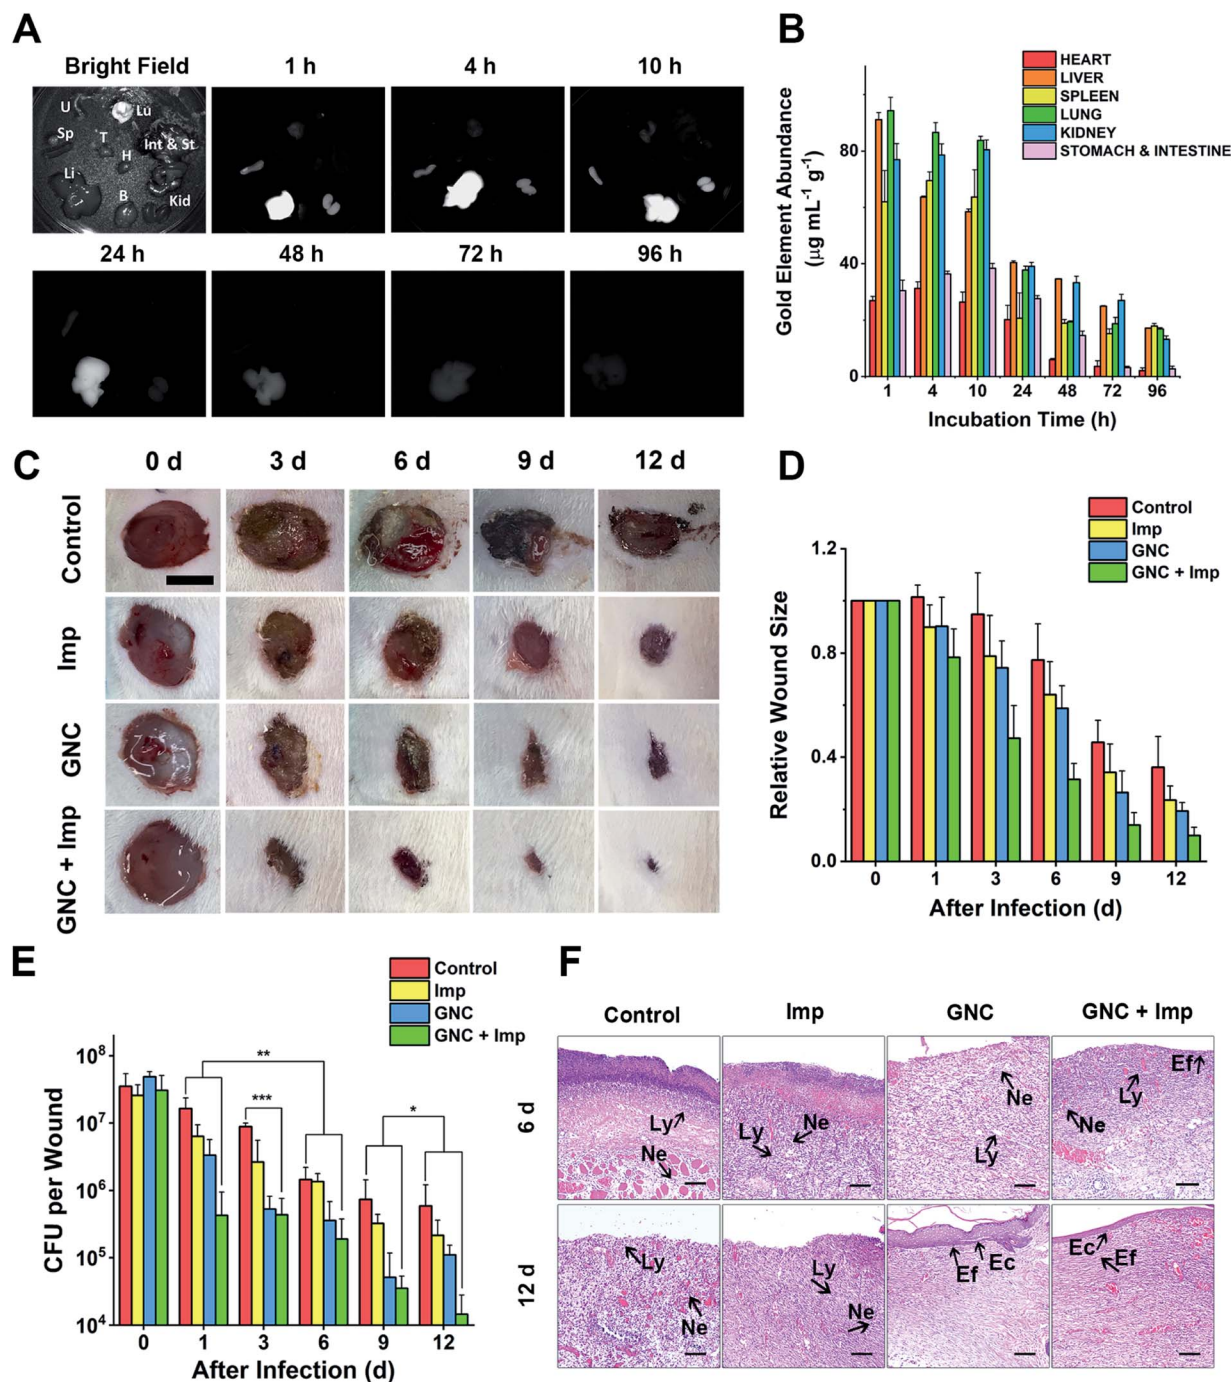 A
Bright Field
1 h
4 h
10 h
U
Lu
Sp
T
Int & St
H
Li
B
Kid
24 h
48 h
72 h
96 h
B
HEART
LIVER
SPLEEN
LUNG
KIDNEY
STOMACH & INTESTINE
Gold Element Abundance
(μg mL⁻¹ g⁻¹)
80
40
0
1 4 10 24 48 72 96
Incubation Time (h)
C
0 d 3 d 6 d 9 d 12 d
Control
Imp
GNC
GNC + Imp
D
Control
Imp
GNC
GNC + Imp
Relative Wound Size
1.2
0.8
0.4
0.0
0 1 3 6 9 12
After Infection (d)
E
Control
Imp
GNC
GNC + Imp
CFU per Wound
10⁸
10⁷
10⁶
10⁵
10⁴
**
***
*
0 1 3 6 9 12
After Infection (d)
F
Control Imp GNC GNC + Imp
6 d
Ly
Ne
Ly
Ne
Ne
Ly
Ef
Ly
Ne
12 d
Ly
Ne
Ly
Ne
Ef
Ec
Ec
Ef